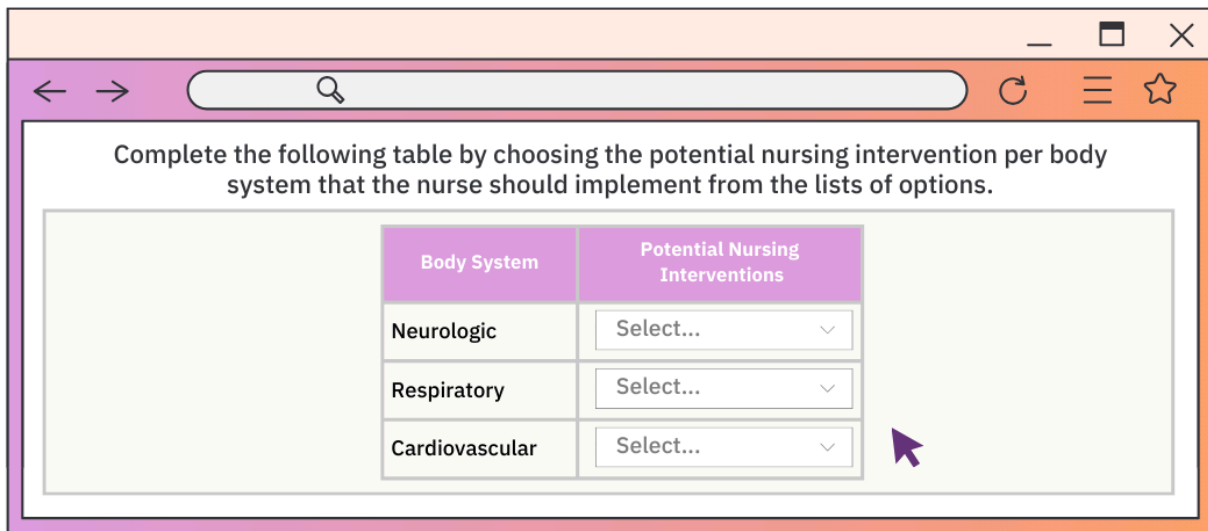 Complete the following table by choosing the potential nursing intervention per body
system that the nurse should implement from the lists of options.
Body System
Potential Nursing
Interventions
Neurologic
Select...
Respiratory
Select...
Cardiovascular
Select...